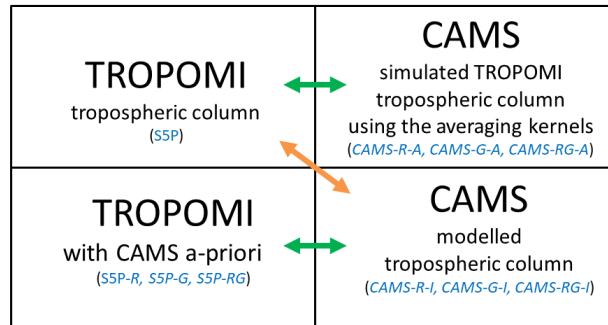 TROPOMI
tropospheric column
(S5P)
CAMS
simulated TROPOMI
tropospheric column
using the averaging kernels
(CAMS-R-A, CAMS-G-A, CAMS-RG-A)
TROPOMI
with CAMS a-priori
(S5P-R, S5P-G, S5P-RG)
CAMS
modelled
tropospheric column
(CAMS-R-I, CAMS-G-I, CAMS-RG-I)